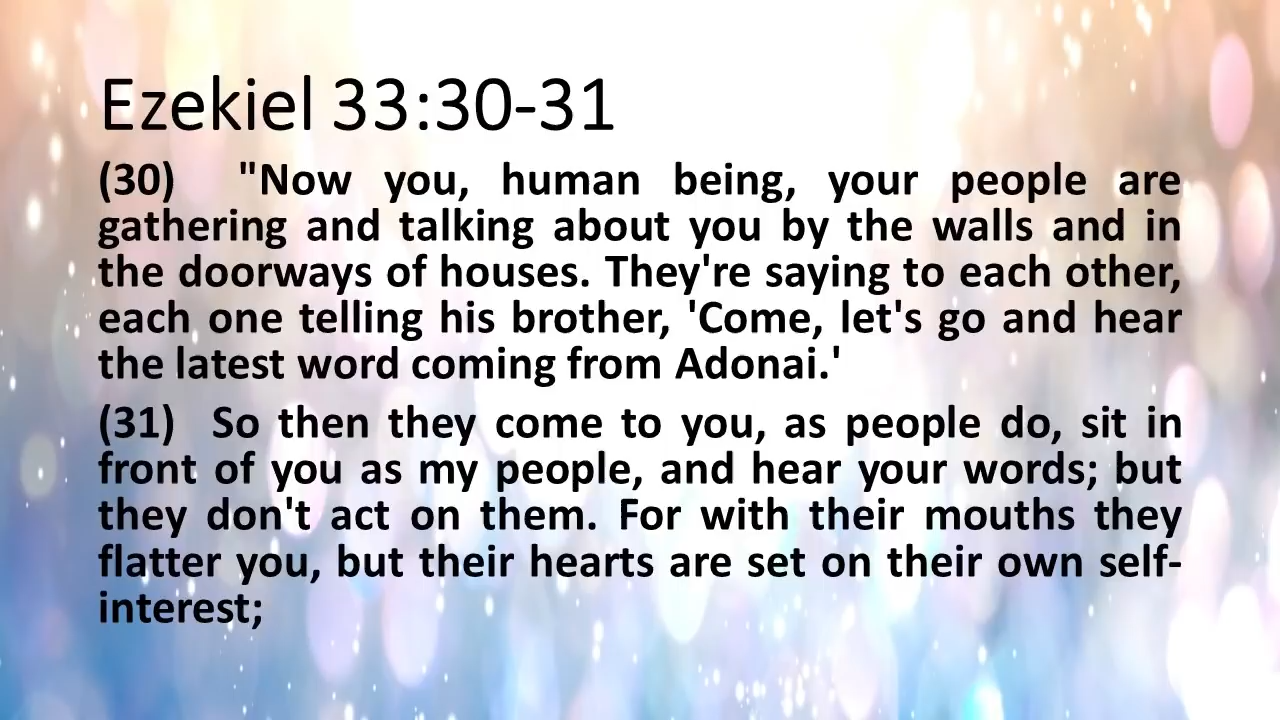 Ezekiel 33:30-31
(30) "Now you, human being, your people are
gathering and talking about you by the walls and in
the doorways of houses. They're saying to each other,
each one telling his brother, 'Come, let's go and hear
the latest word coming from Adonai.'
(31) So then they come to you, as people do, sit in
front of you as my people, and hear your words; but
they don't act on them. For with their mouths they
flatter you, but their hearts are set on their own self-
interest;